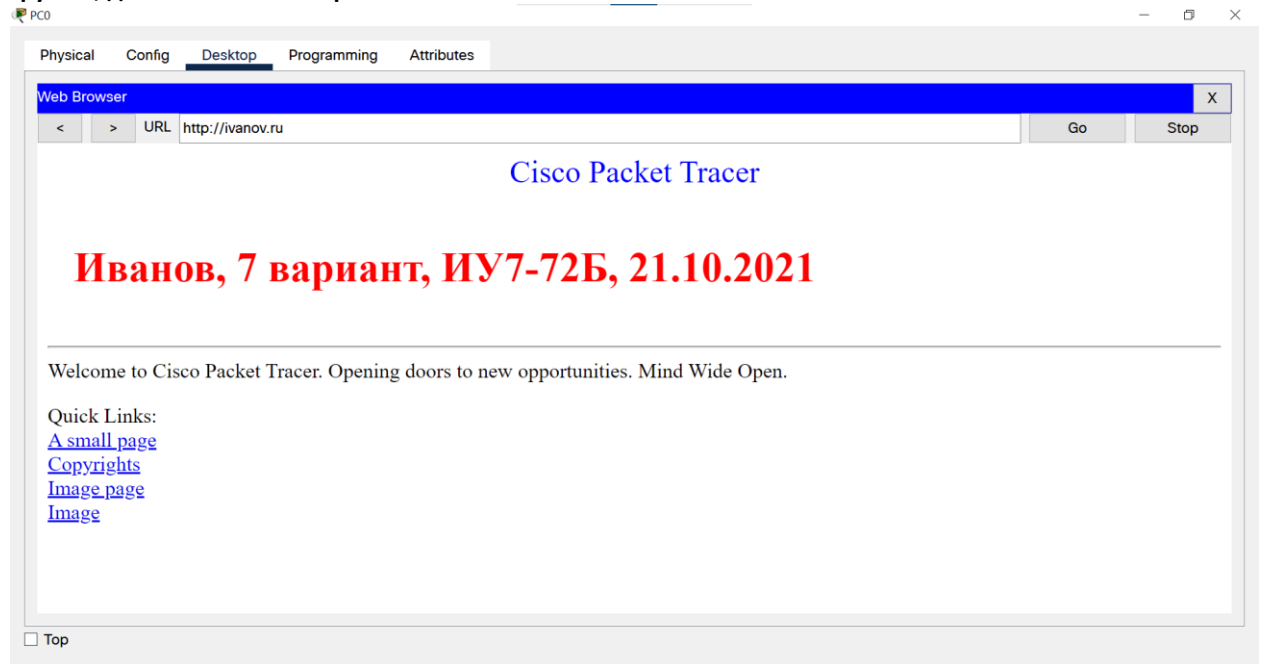 PC0
Physical Config Desktop Programming Attributes
Web Browser X
< > URL http://ivanov.ru Go Stop
Cisco Packet Tracer
Иванов, 7 вариант, ИУ7-72Б, 21.10.2021
Welcome to Cisco Packet Tracer. Opening doors to new opportunities. Mind Wide Open.
Quick Links:
A small page
Copyrights
Image page
Image
Top